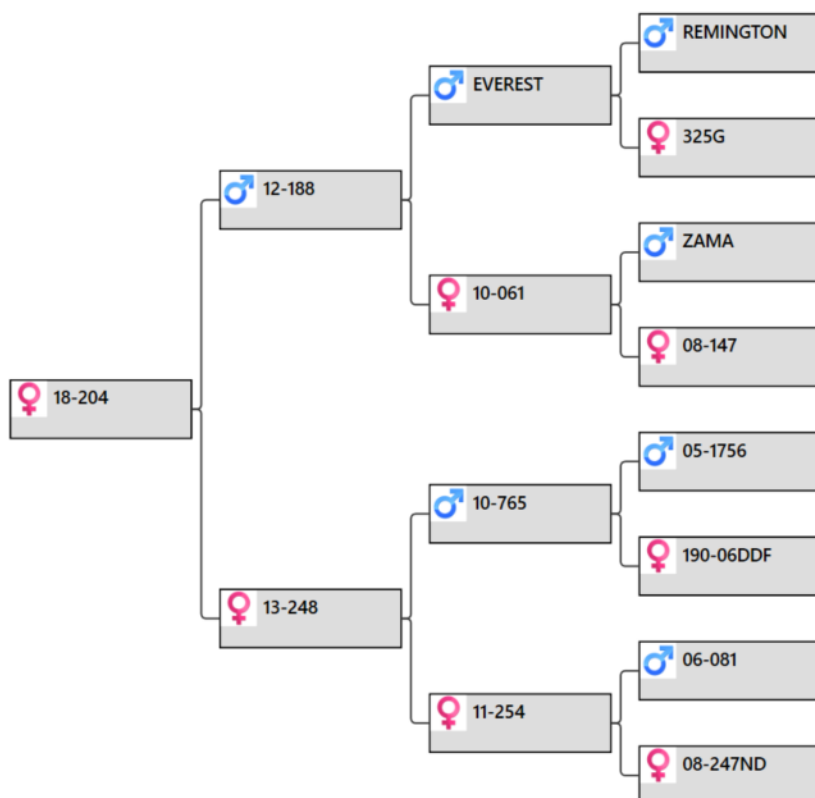 REMINGTON
EVEREST
325G
12-188
ZAMA
10-061
08-147
18-204
05-1756
10-765
190-06DDF
13-248
06-081
11-254
08-247ND